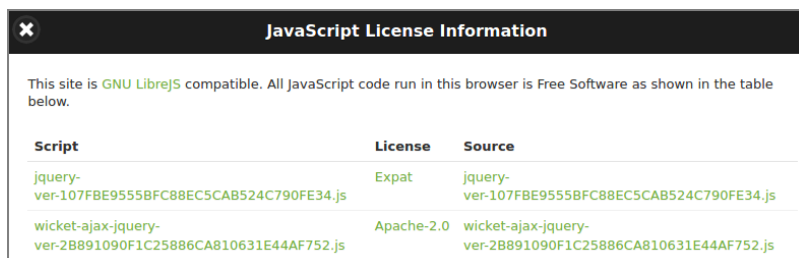 JavaScript License Information
This site is GNU LibreJS compatible. All JavaScript code run in this browser is Free Software as shown in the table
below.
Script License Source
jquery- Expat jquery-
ver-107FBE9555BFC88EC5CAB524C790FE34.js ver-107FBE9555BFC88EC5CAB524C790FE34.js
wicket-ajax-jquery- Apache-2.0 wicket-ajax-jquery-
ver-2B891090F1C25886CA810631E44AF752.js ver-2B891090F1C25886CA810631E44AF752.js